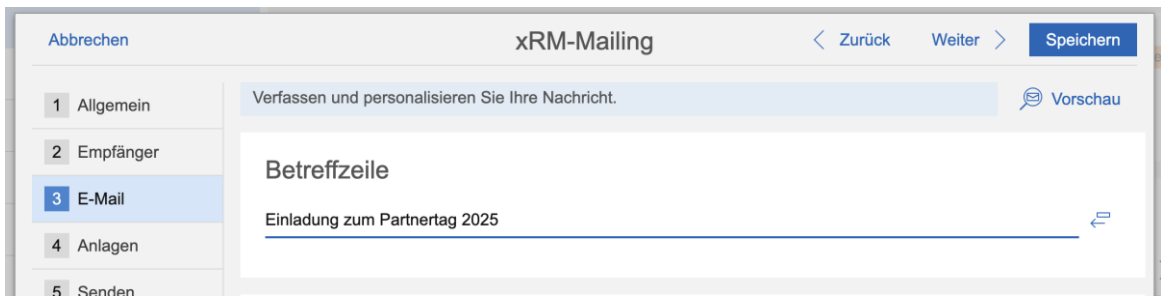 Abbrechen xRM-Mailing Zurück Weiter Speichern
1 Allgemein
2 Empfänger
3 E-Mail
4 Anlagen
5 Senden
Verfassen und personalisieren Sie Ihre Nachricht. Vorschau
Betreffzeile
Einladung zum Partnertag 2025